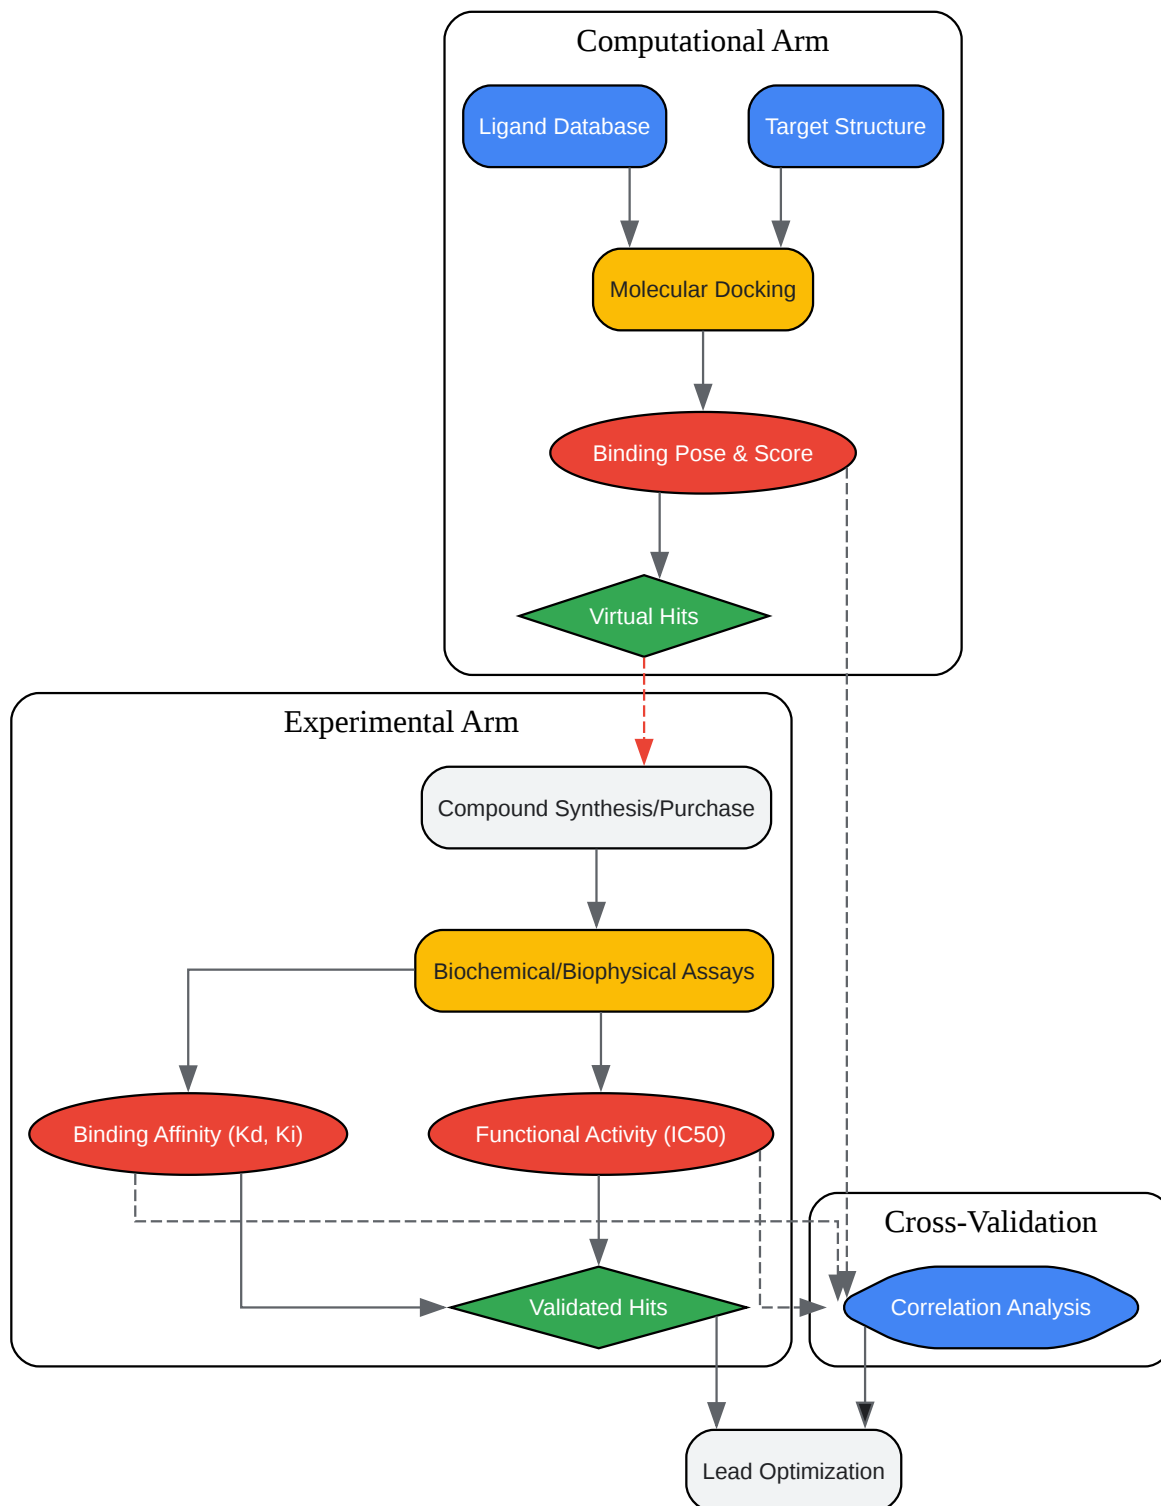 Computational Arm
Ligand Database
Target Structure
Molecular Docking
Binding Pose & Score
Virtual Hits
Experimental Arm
Compound Synthesis/Purchase
Biochemical/Biophysical Assays
Binding Affinity (Kd, Ki)
Functional Activity (IC50)
Cross-Validation
Validated Hits
Correlation Analysis
Lead Optimization